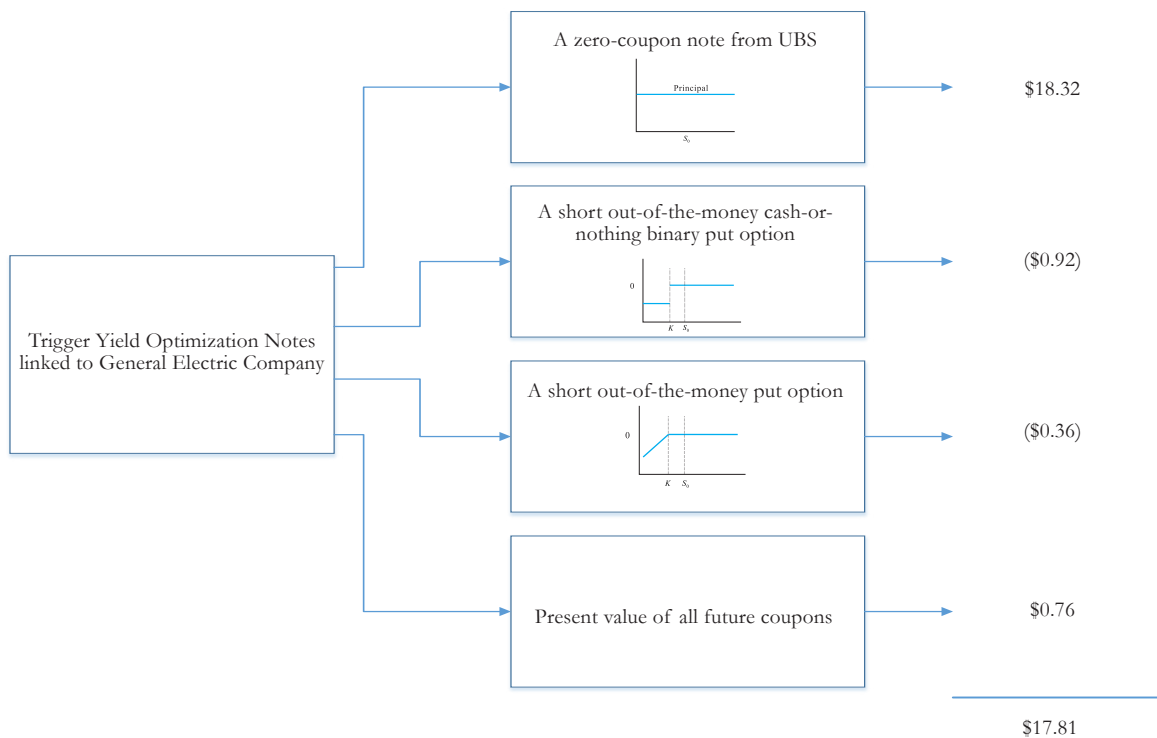 A zero-coupon note from UBS
Principal
S₀
$18.32
A short out-of-the-money cash-or-
nothing binary put option
0
K
S₀
($0.92)
Trigger Yield Optimization Notes
linked to General Electric Company
A short out-of-the-money put option
0
K
S₀
($0.36)
Present value of all future coupons
$0.76
$17.81